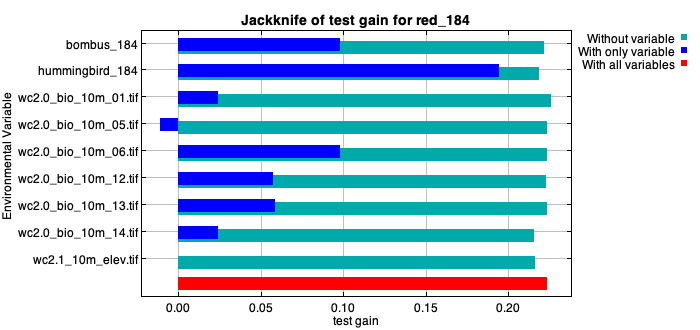 Jackknife of test gain for red_184
Without variable
With only variable
With all variables
Environmental Variable
bombus_184
hummingbird_184
wc2.0_bio_10m_01.tif
wc2.0_bio_10m_05.tif
wc2.0_bio_10m_06.tif
wc2.0_bio_10m_12.tif
wc2.0_bio_10m_13.tif
wc2.0_bio_10m_14.tif
wc2.1_10m_elev.tif
0.00 0.05 0.10 0.15 0.20
test gain